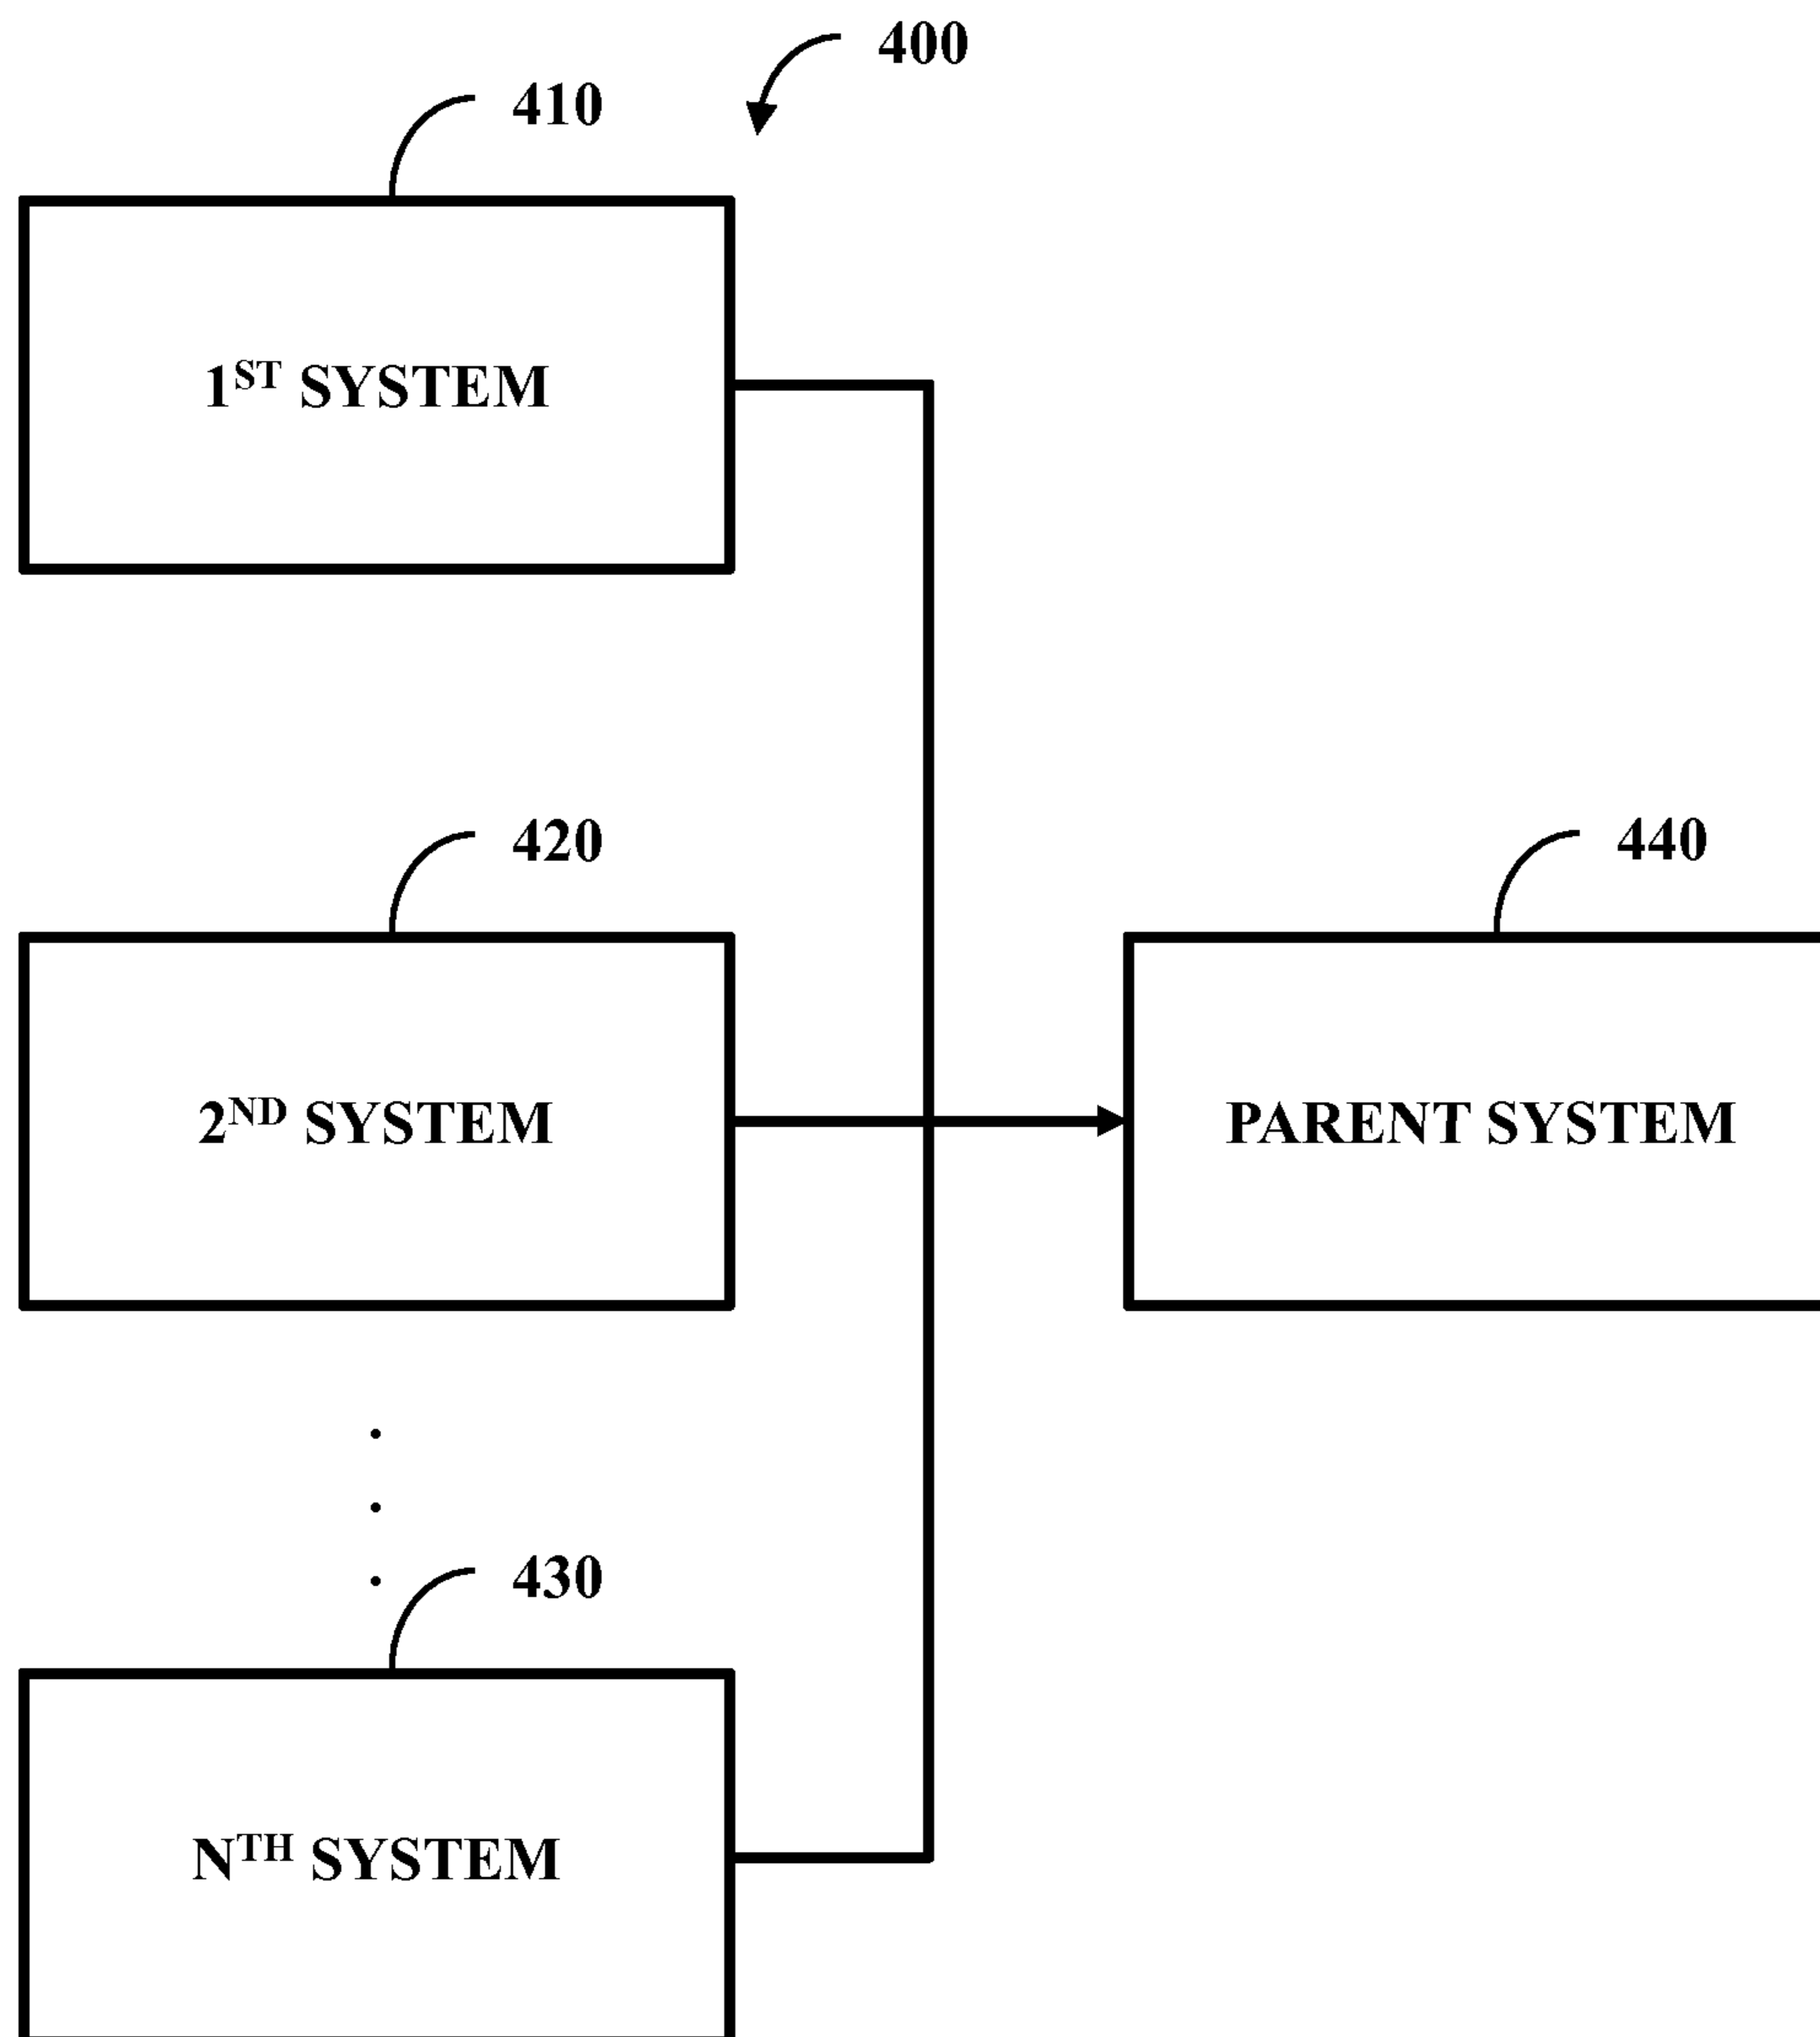 400
410
1ST SYSTEM
420
440
2ND SYSTEM
PARENT SYSTEM
430
NTH SYSTEM